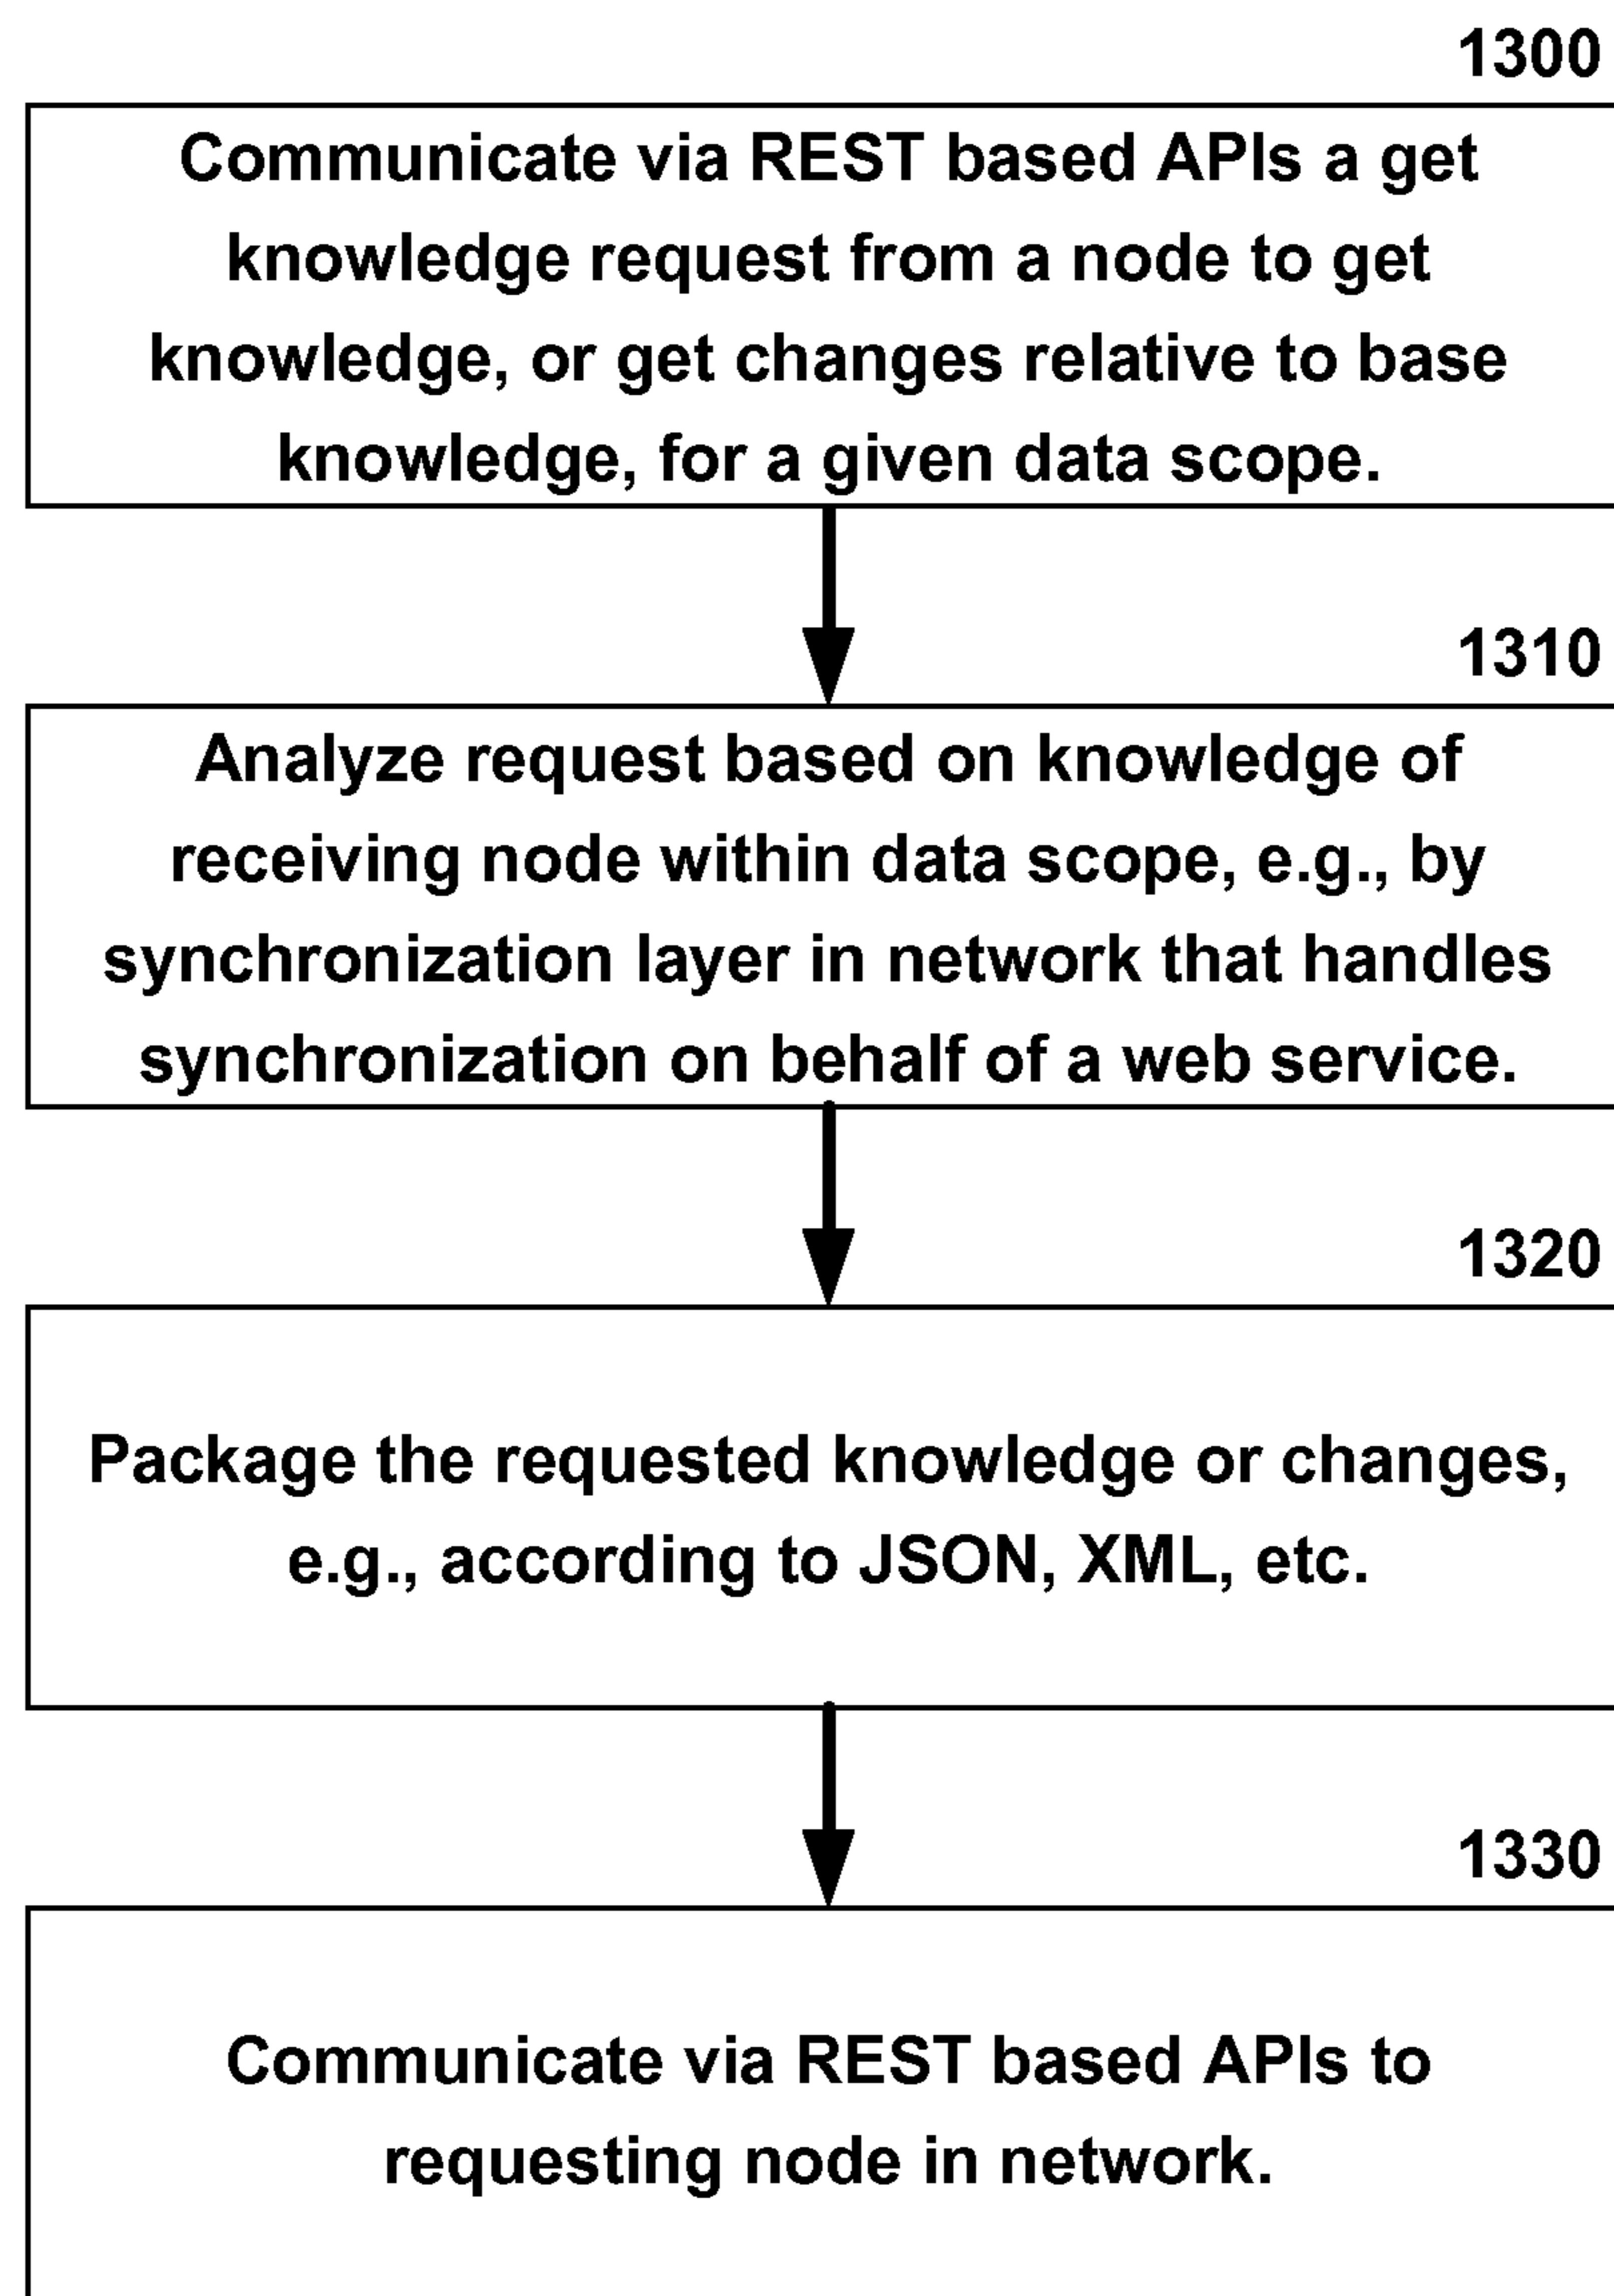 1300
Communicate via REST based APIs a get
knowledge request from a node to get
knowledge, or get changes relative to base
knowledge, for a given data scope.
1310
Analyze request based on knowledge of
receiving node within data scope, e.g., by
synchronization layer in network that handles
synchronization on behalf of a web service.
1320
Package the requested knowledge or changes,
e.g., according to JSON, XML, etc.
1330
Communicate via REST based APIs to
requesting node in network.